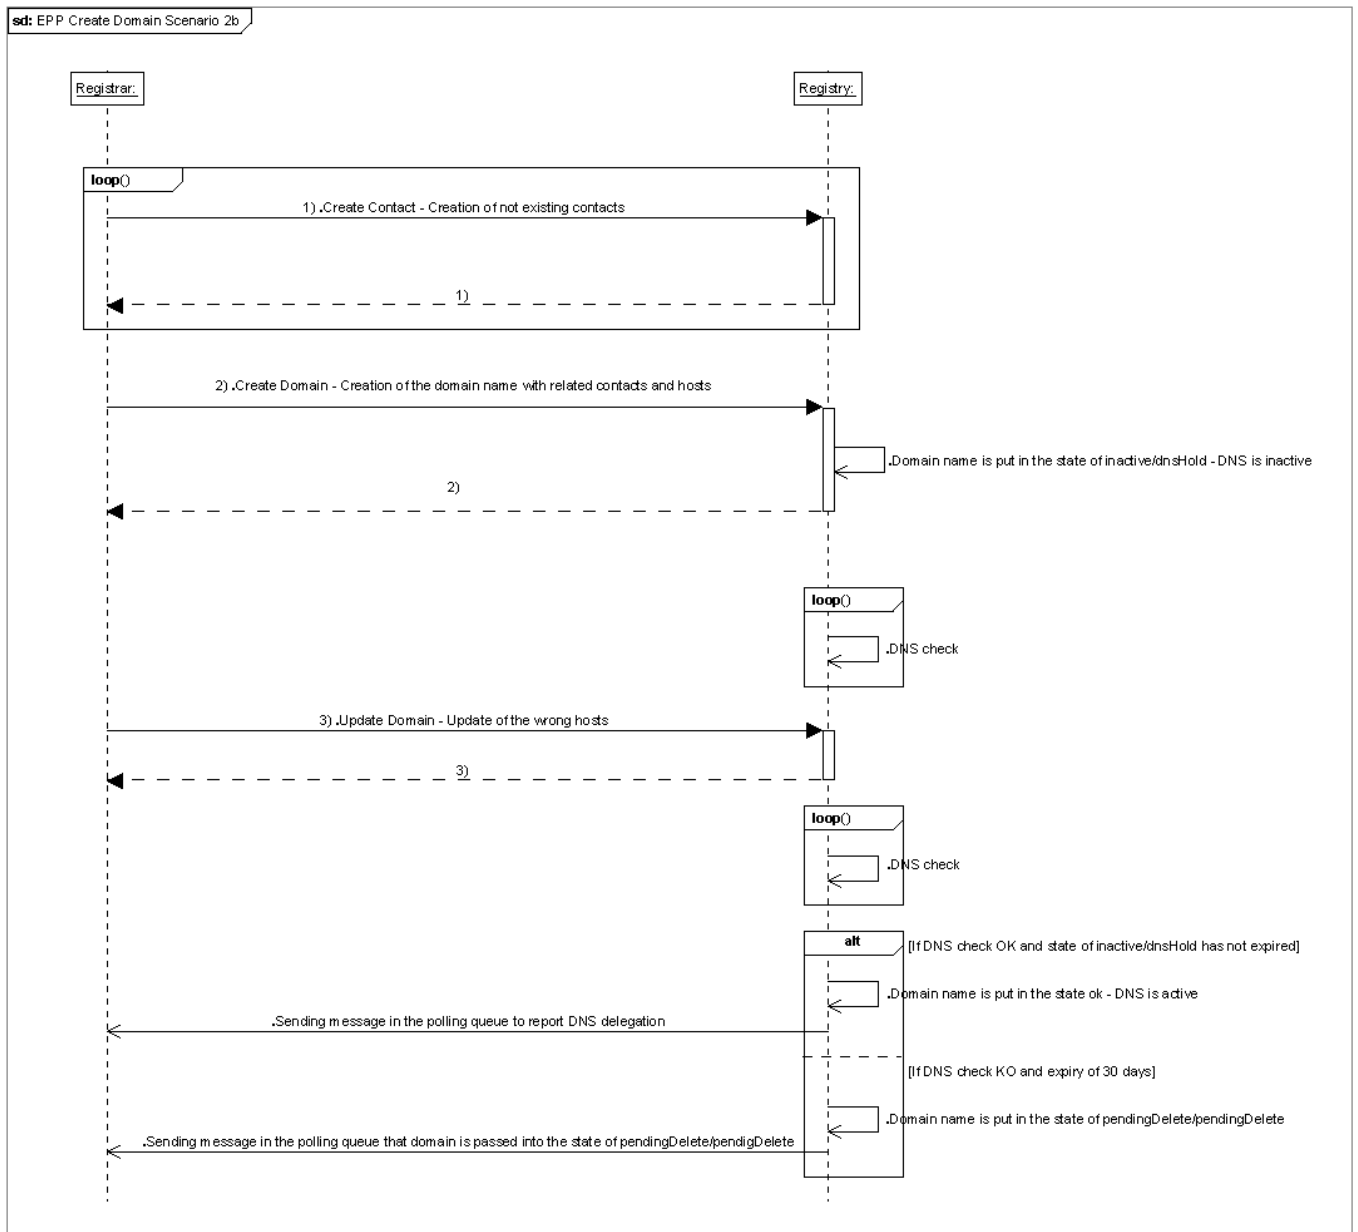 sd: EPP Create Domain Scenario 2b
Registrar:
Registry:
loop()
1) .Create Contact - Creation of not existing contacts
1)
2) .Create Domain - Creation of the domain name with related contacts and hosts
.Domain name is put in the state of inactive/dnsHold - DNS is inactive
2)
loop()
.DNS check
3) .Update Domain - Update of the wrong hosts
3)
loop()
.DNS check
alt
[If DNS check OK and state of inactive/dnsHold has not expired]
.Domain name is put in the state ok - DNS is active
.Sending message in the polling queue to report DNS delegation
[If DNS check KO and expiry of 30 days]
.Domain name is put in the state of pendingDelete/pendingDelete
.Sending message in the polling queue that domain is passed into the state of pendingDelete/pendigDelete